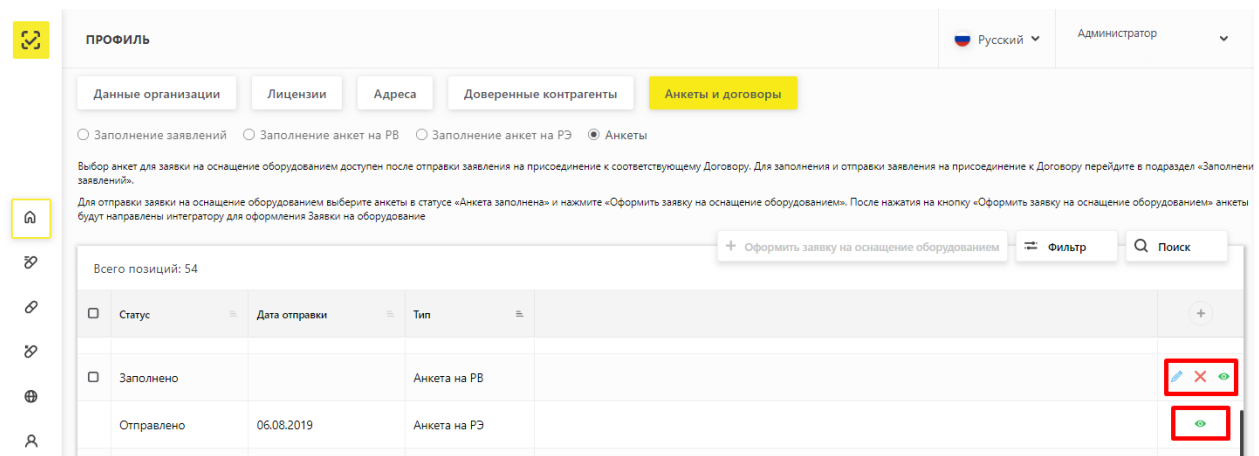 ПРОФИЛЬ
Русский
Администратор
Данные организации
Лицензии
Адреса
Доверенные контрагенты
Анкеты и договоры
Заполнение заявлений
Заполнение анкет на РВ
Заполнение анкет на РЭ
Анкеты
Выбор анкет для заявки на оснащение оборудованием доступен после отправки заявления на присоединение к соответствующему Договору. Для заполнения и отправки заявления на присоединение к Договору перейдите в подраздел «Заполнени
заявлений».
Для отправки заявки на оснащение оборудованием выберите анкеты в статусе «Анкета заполнена» и нажмите «Оформить заявку на оснащение оборудованием». После нажатия на кнопку «Оформить заявку на оснащение оборудованием» анкеты
будут направлены интегратору для оформления Заявки на оборудование
+ Оформить заявку на оснащение оборудованием
Фильтр
Поиск
Всего позиций: 54
Статус
Дата отправки
Тип
Заполнено
Анкета на РВ
Отправлено
06.08.2019
Анкета на РЭ